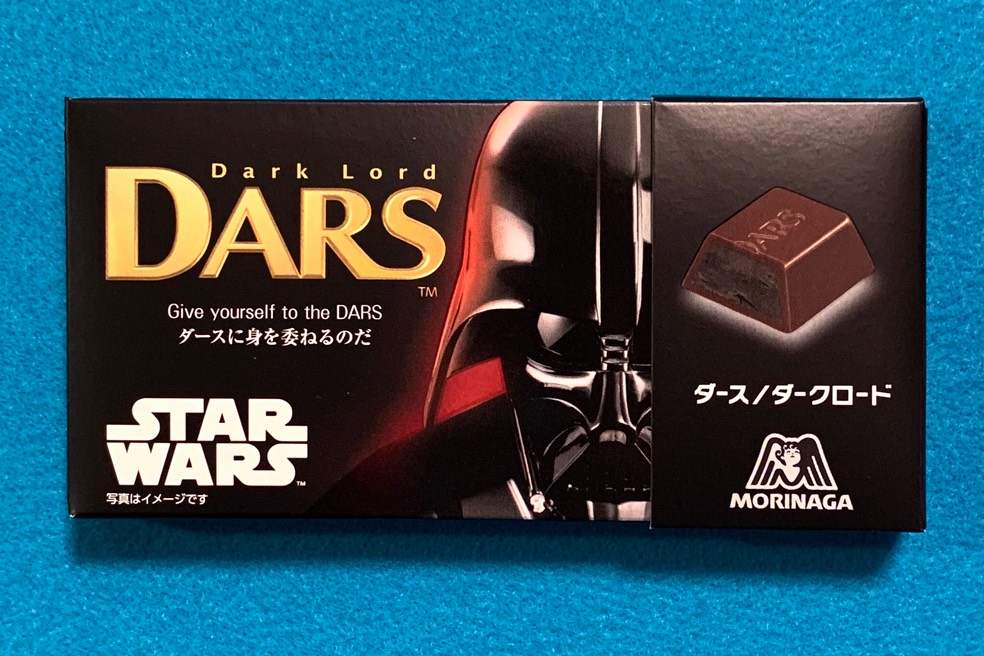 Dark Lord
DARS
TM
Give yourself to the DARS
ダースに身を委ねるのだ
STAR
WARS
TM
写真はイメージです
DARS
ダース/ダークロード
MORINAGA